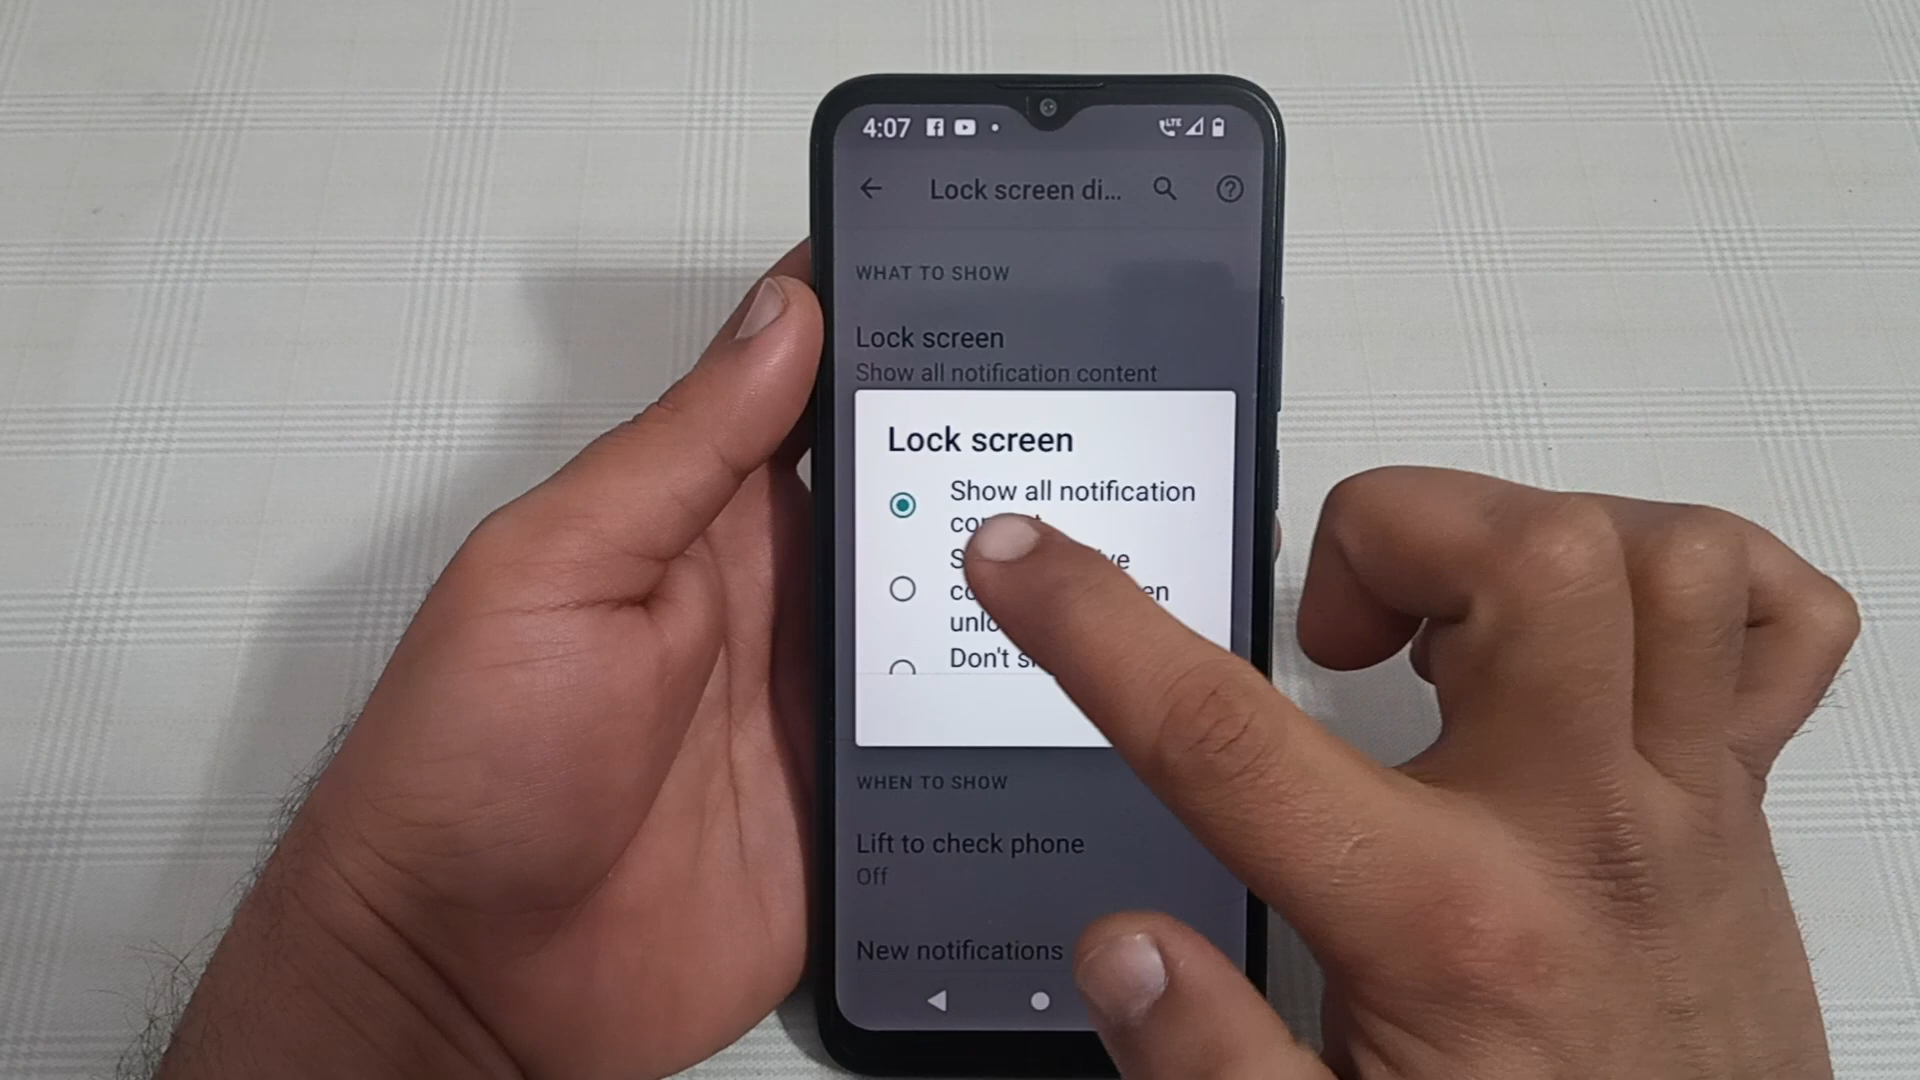 4:07 LTE
Lock screen di...
WHAT TO SHOW
Lock screen
Show all notification content
Lock screen
Show all notification
Don't
WHEN TO SHOW
Lift to check phone
Off
New notifications